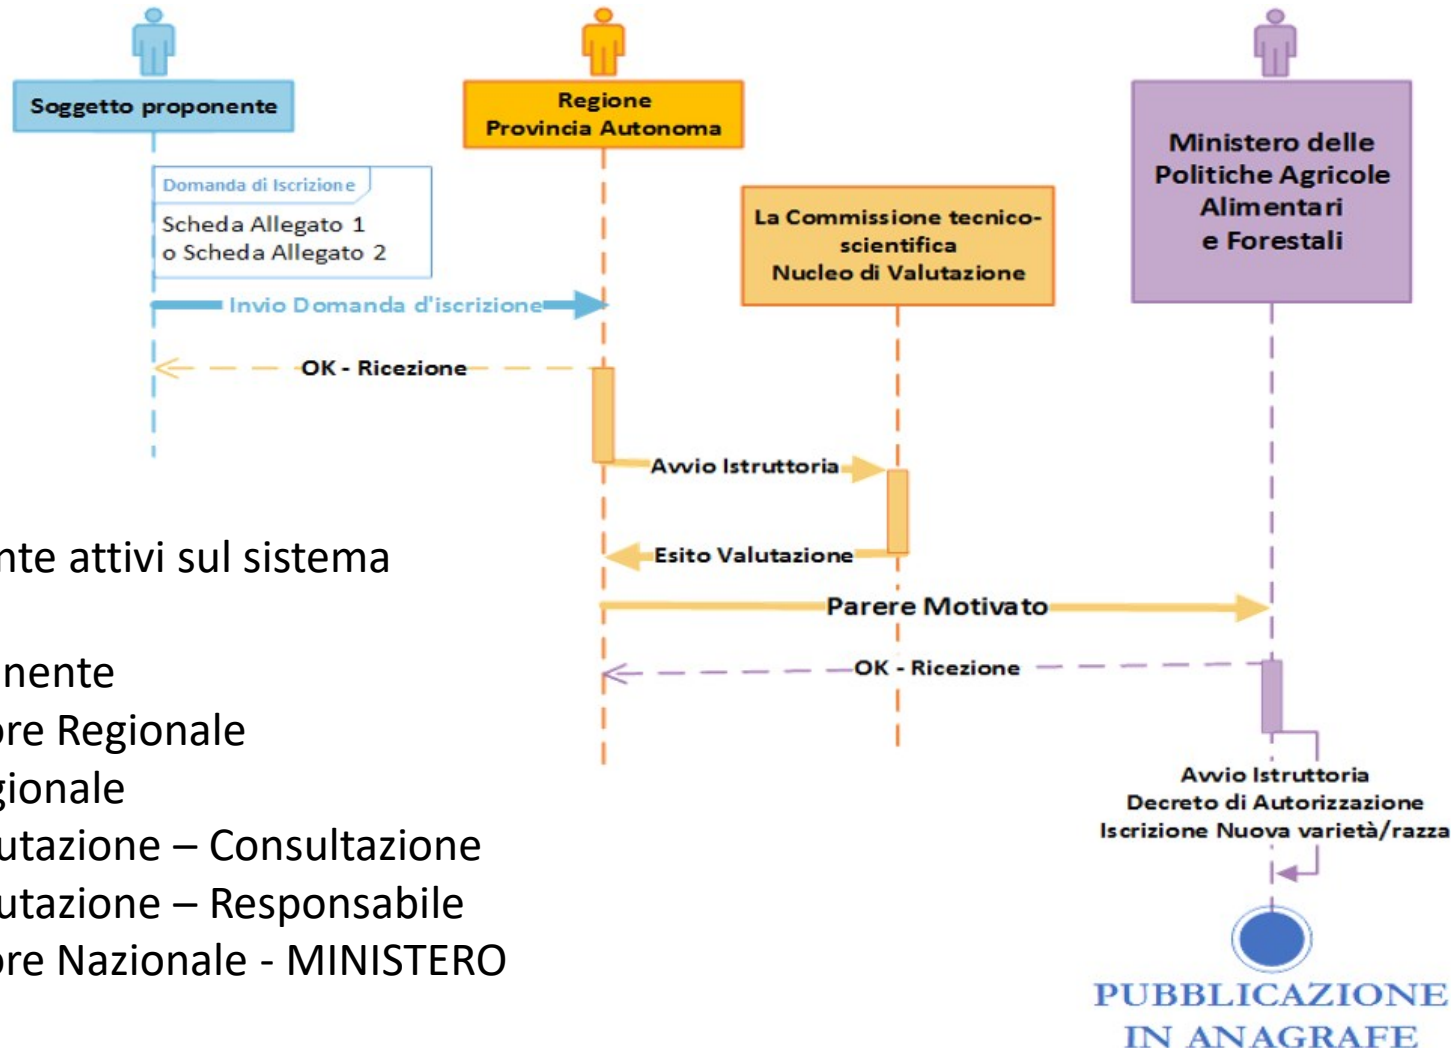 Soggetto proponente
Regione
Provincia Autonoma
Ministero delle
Politiche Agricole
Alimentari
e Forestali
Domanda di Iscrizione
Scheda Allegato 1
o Scheda Allegato 2
La Commissione tecnico-
scientifica
Nucleo di Valutazione
Invio Domanda d'iscrizione
OK - Ricezione
Avvio Istruttoria
Esito Valutazione
Parere Motivato
OK - Ricezione
Avvio Istruttoria
Decreto di Autorizzazione
Iscrizione Nuova varietà/razza
PUBBLICAZIONE
IN ANAGRAFE
nte attivi sul sistema
nente
ore Regionale
gionale
utazione – Consultazione
utazione – Responsabile
ore Nazionale - MINISTERO